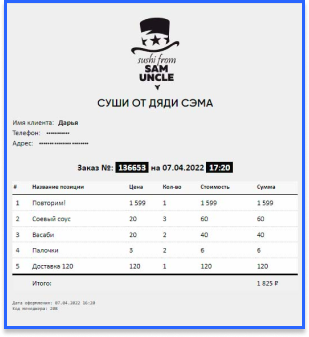 sushi from
SAM
UNCLE
СУШИ ОТ ДЯДИ СЭМА
Имя клиента: Дарья
Телефон: ***********
Адрес: ***********************
Заказ №: 136653 на 07.04.2022 17:20
# Название позиции Цена Кол-во Стоимость Сумма
1 Повторим! 1 599 1 1 599 1 599
2 Соевый соус 20 3 60 60
3 Васаби 20 2 40 40
4 Палочки 3 2 6 6
5 Доставка 120 120 1 120 120
Итого: 1 825 ₽
Дата оформления: 07.04.2022 16:20
Код менеджера: 286